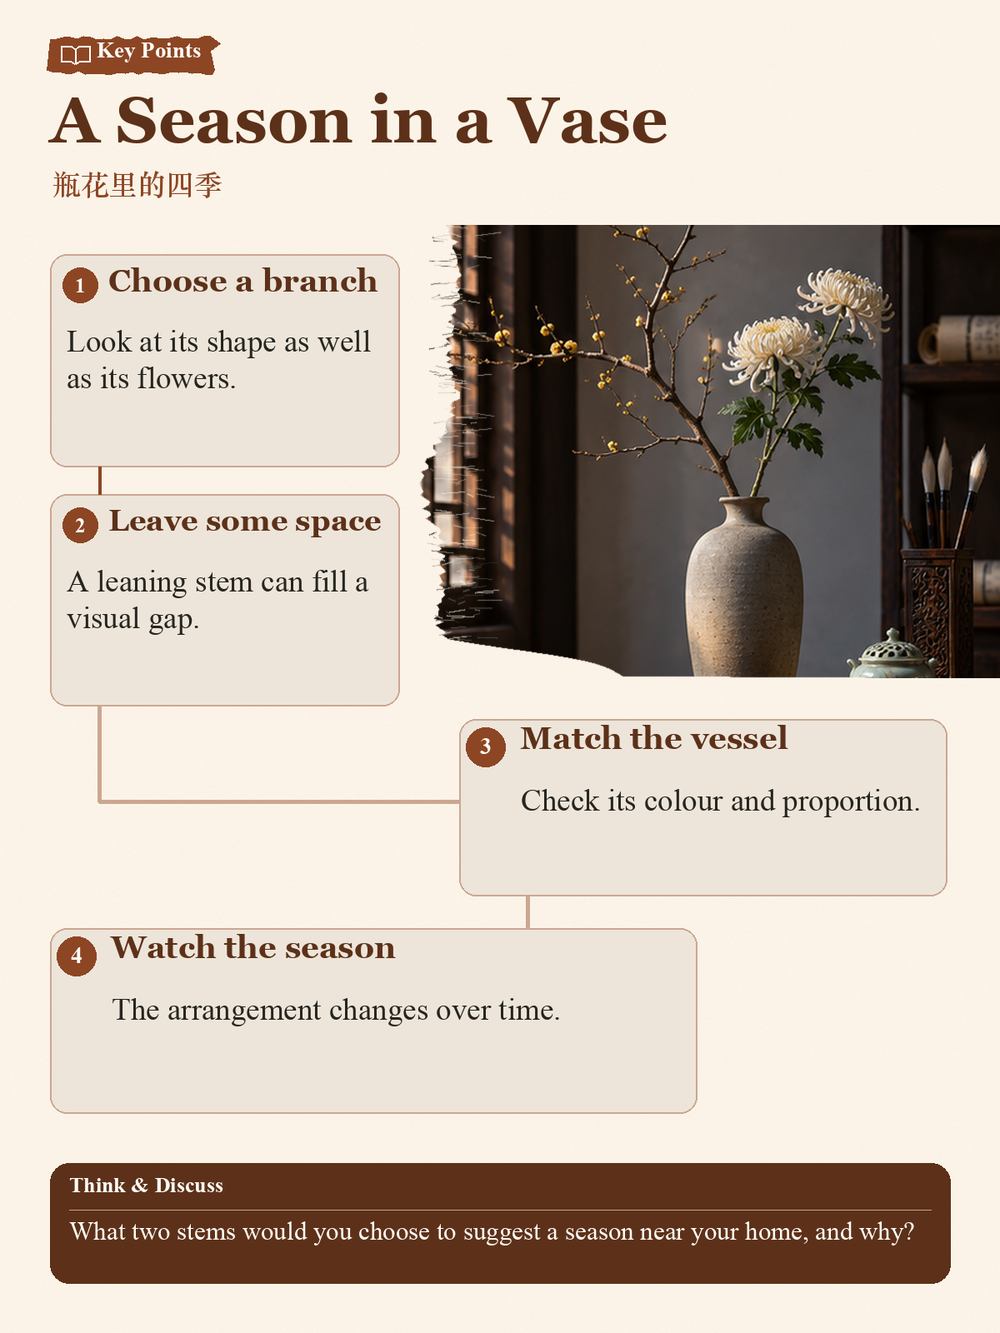 Key Points
A Season in a Vase
瓶花里的四季
1 Choose a branch
Look at its shape as well
as its flowers.
2 Leave some space
A leaning stem can fill a
visual gap.
3 Match the vessel
Check its colour and proportion.
4 Watch the season
The arrangement changes over time.
Think & Discuss
What two stems would you choose to suggest a season near your home, and why?